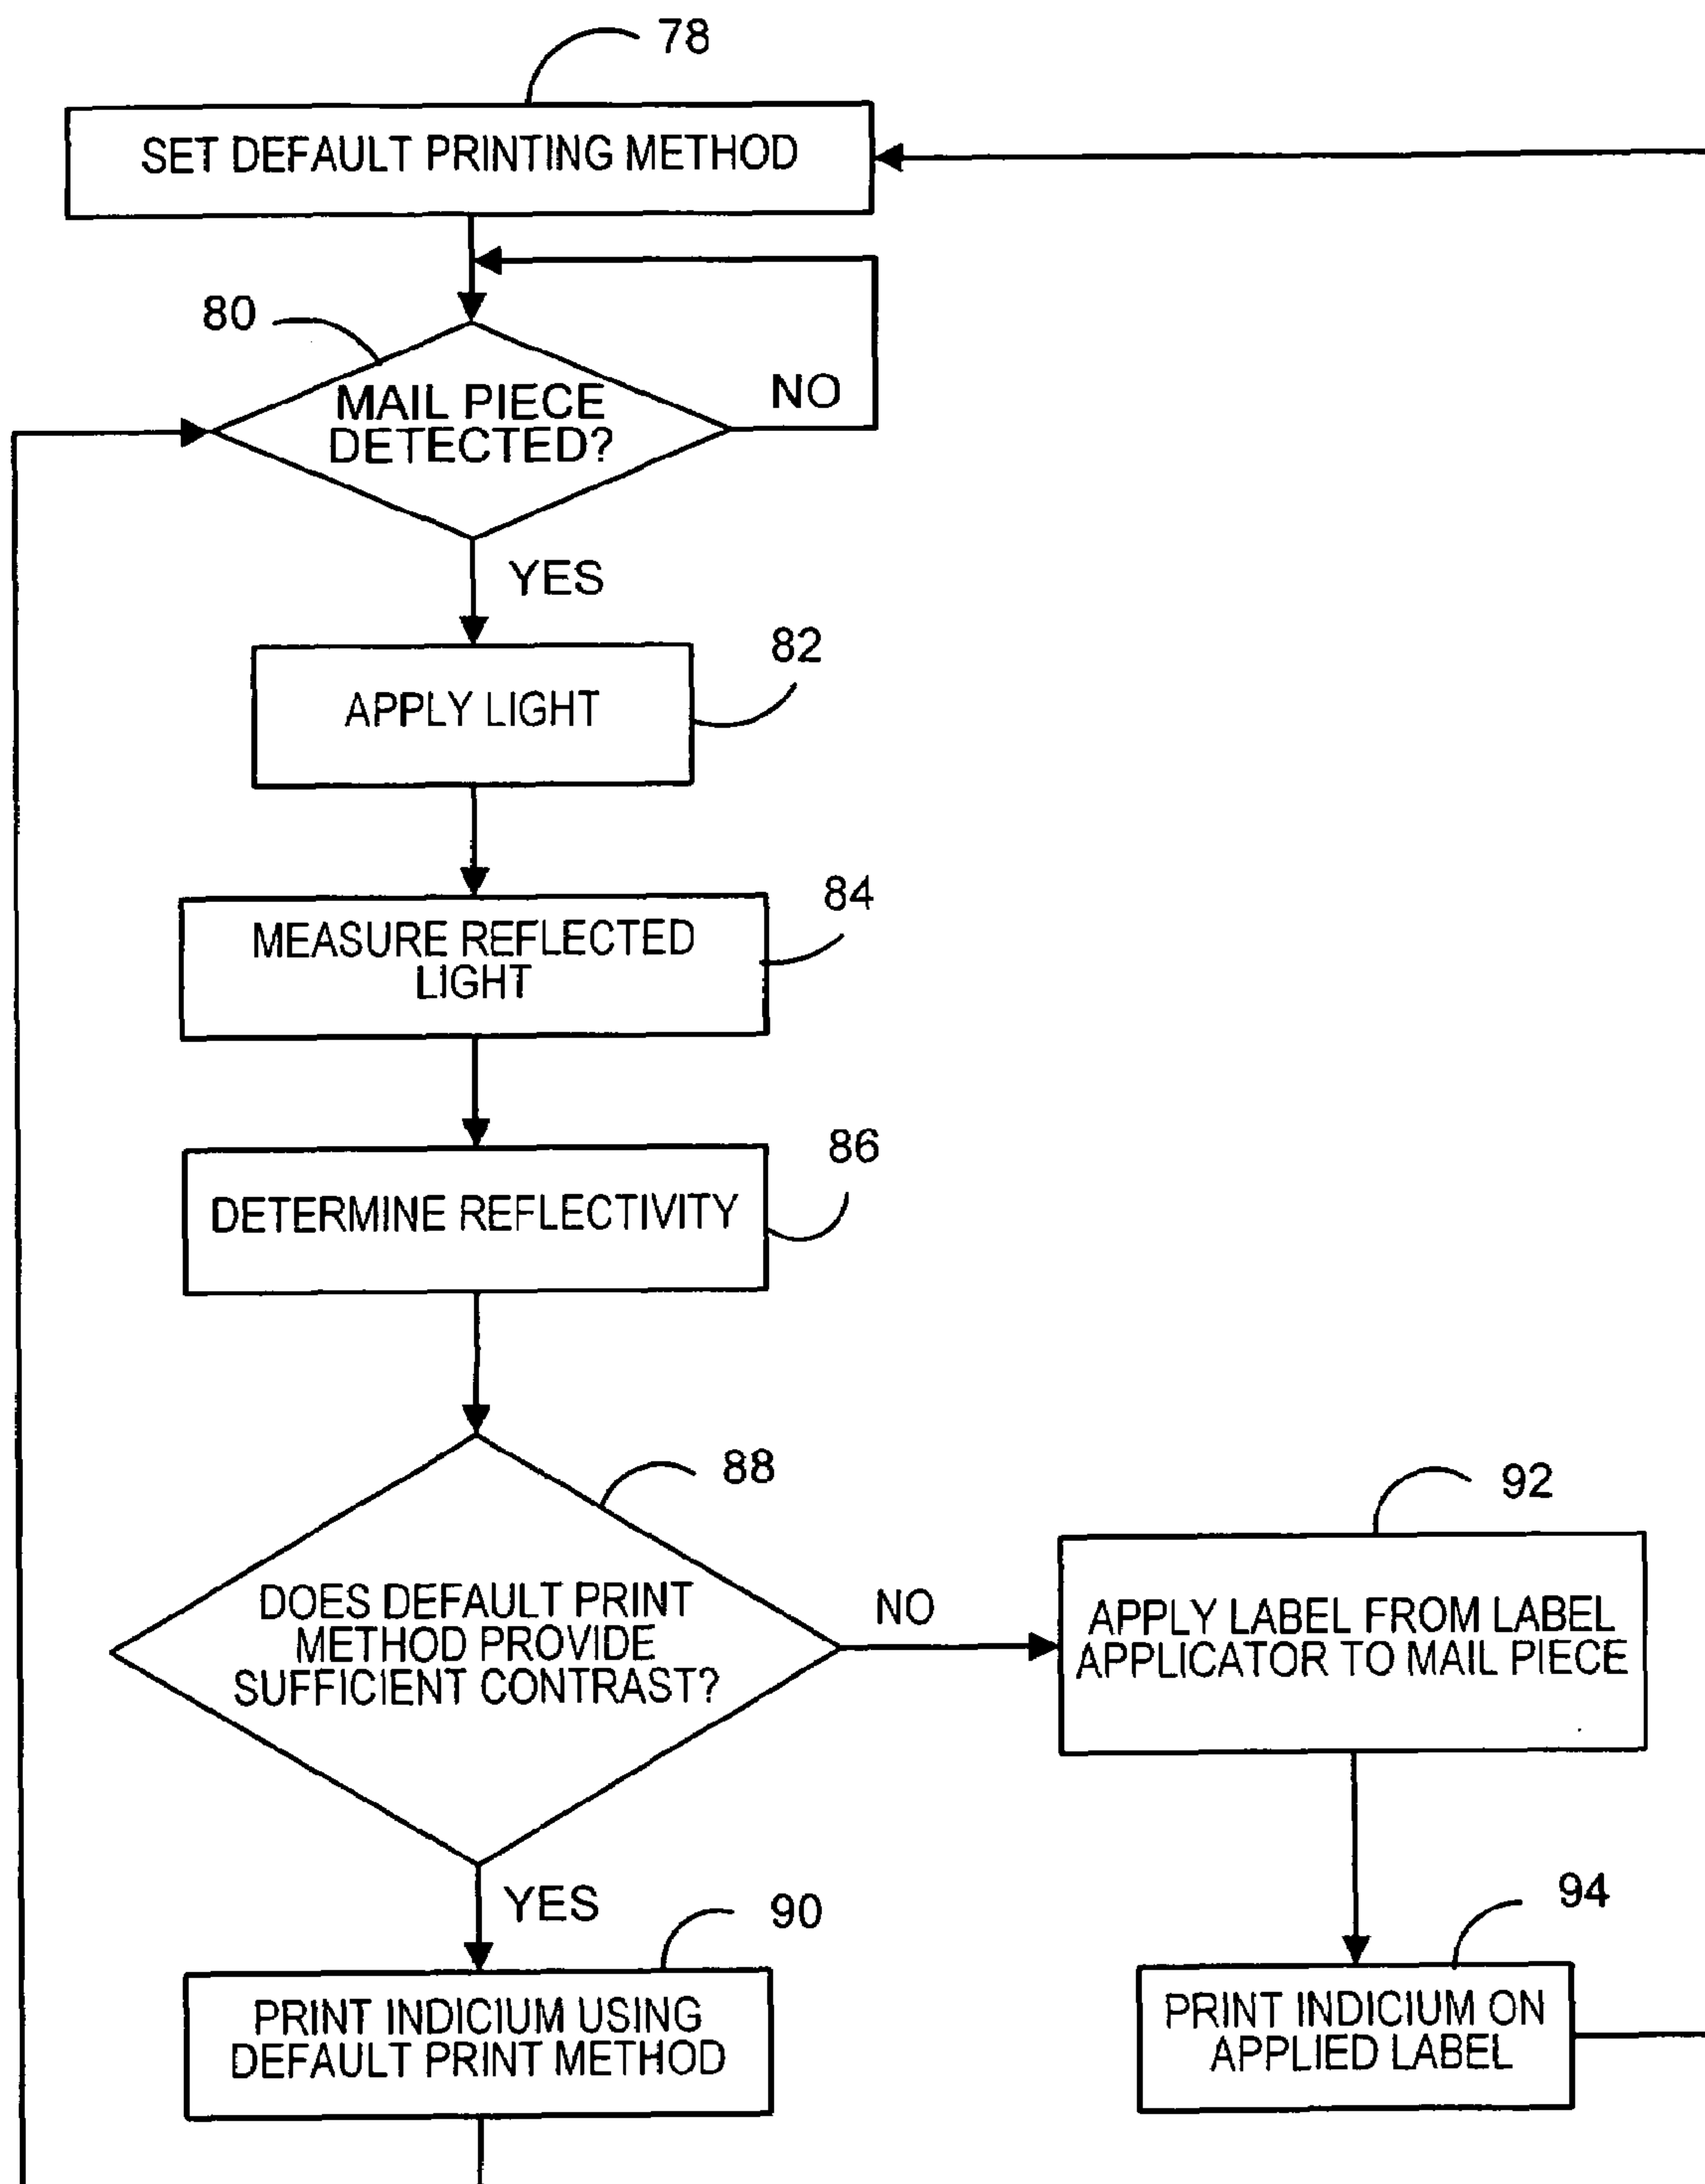 78
SET DEFAULT PRINTING METHOD
80
MAIL PIECE
DETECTED?
NO
YES
82
APPLY LIGHT
84
MEASURE REFLECTED
LIGHT
86
DETERMINE REFLECTIVITY
88
DOES DEFAULT PRINT
METHOD PROVIDE
SUFFICIENT CONTRAST?
NO
92
APPLY LABEL FROM LABEL
APPLICATOR TO MAIL PIECE
YES
90
PRINT INDICIUM USING
DEFAULT PRINT METHOD
94
PRINT INDICIUM ON
APPLIED LABEL